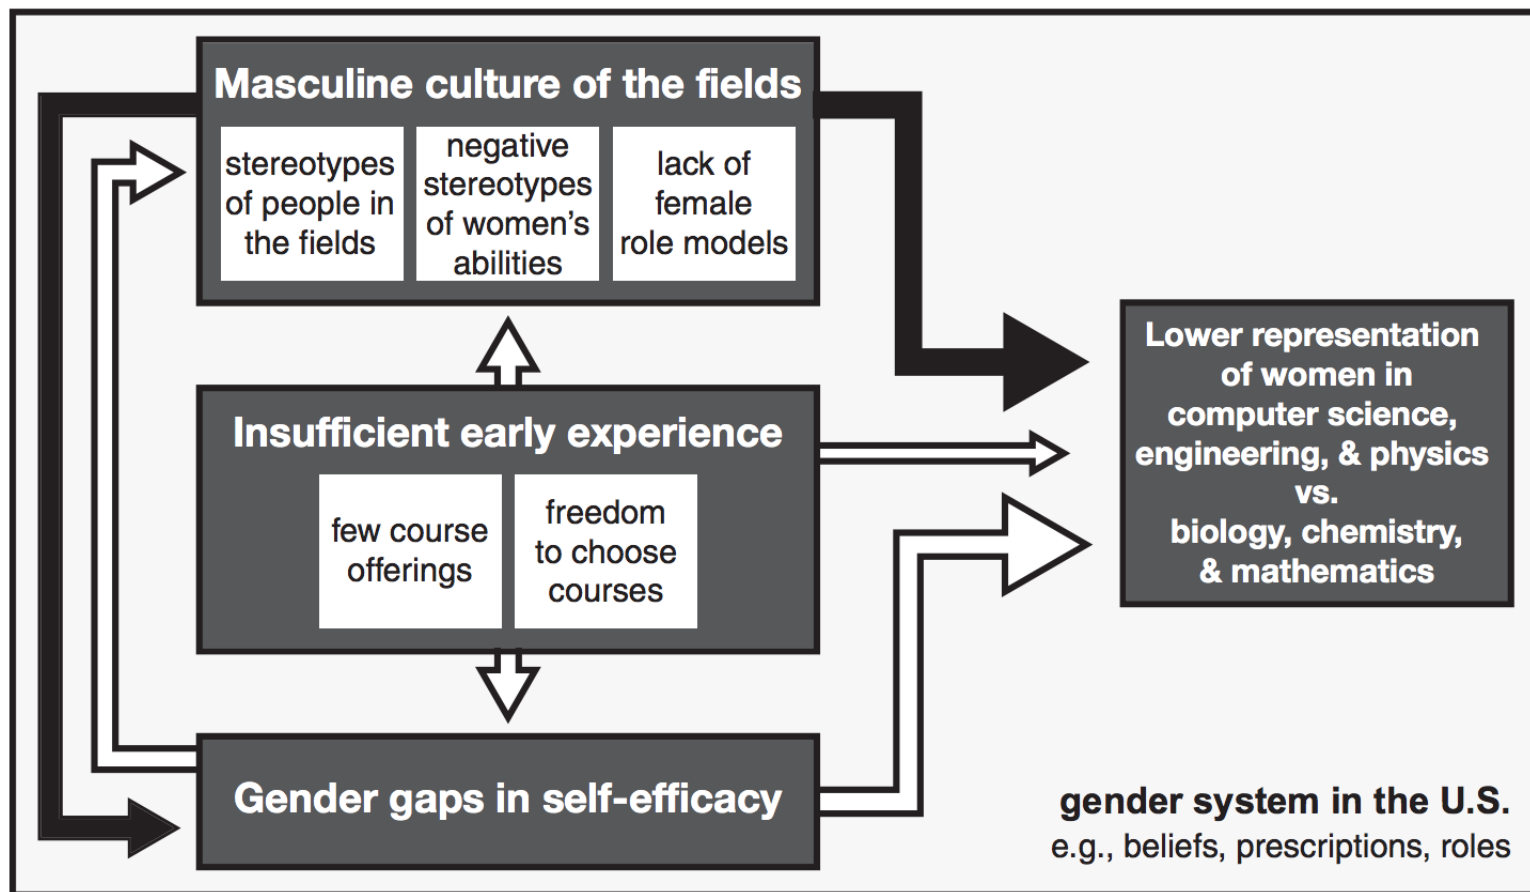 Masculine culture of the fields
stereotypes
of people in
the fields
negative
stereotypes
of women’s
abilities
lack of
female
role models
Insufficient early experience
few course
offerings
freedom
to choose
courses
Gender gaps in self-efficacy
Lower representation
of women in
computer science,
engineering, & physics
vs.
biology, chemistry,
& mathematics
gender system in the U.S.
e.g., beliefs, prescriptions, roles